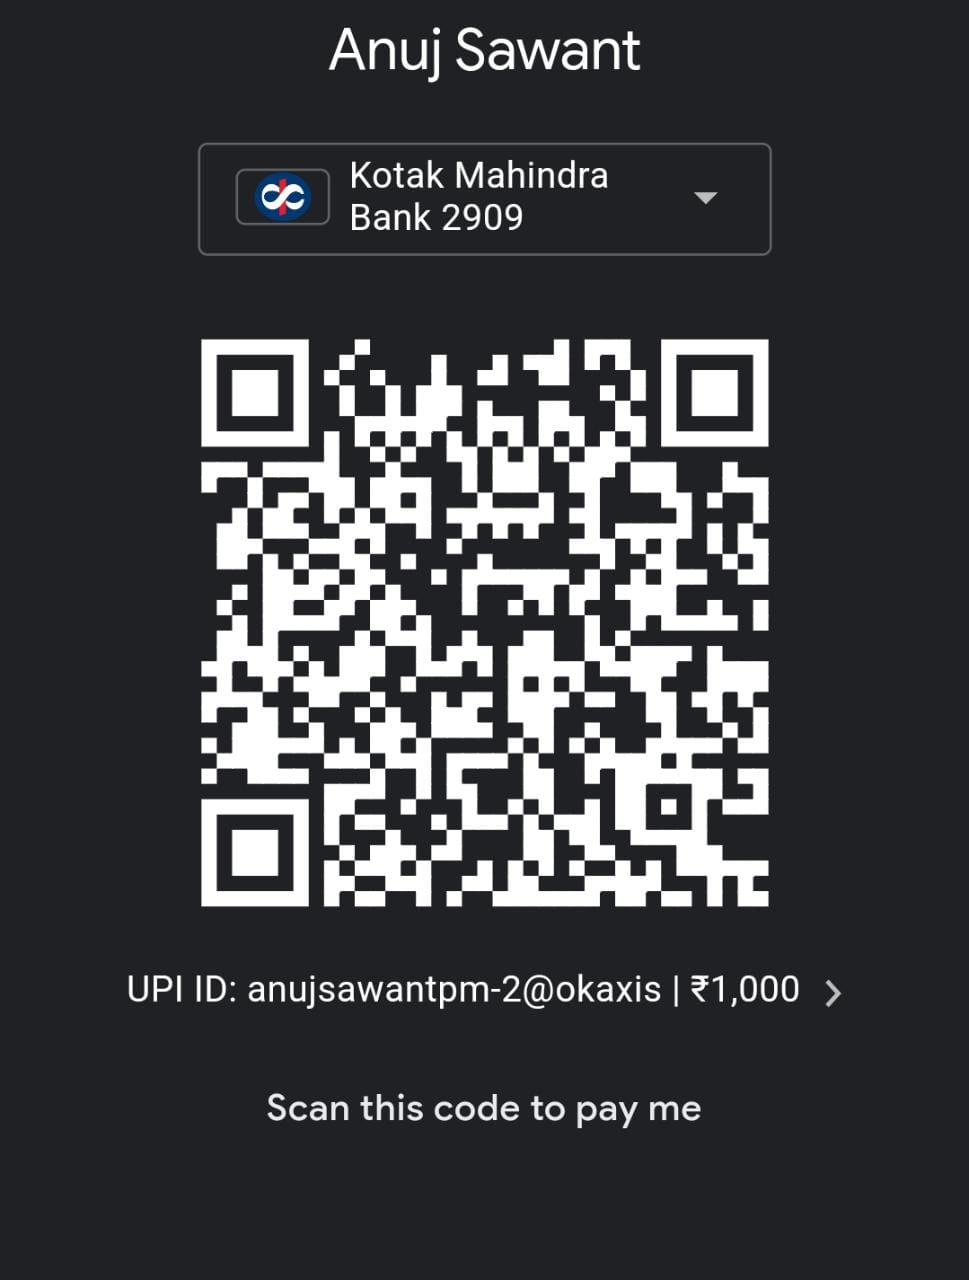 Anuj Sawant
Kotak Mahindra
Bank 2909
UPI ID: anujsawantpm-2@okaxis | ₹1,000
Scan this code to pay me